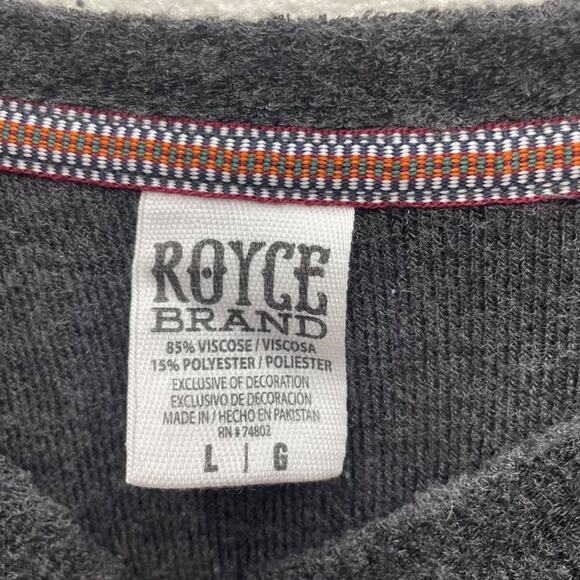 ROYCE
BRAND
85% VISCOSE / VISCOSA
15% POLYESTER / POLIESTER
EXCLUSIVE OF DECORATION
EXCLUSIVO DE DECORACIÓN
MADE IN / HECHO EN PAKISTAN
RN # 74802
L | G